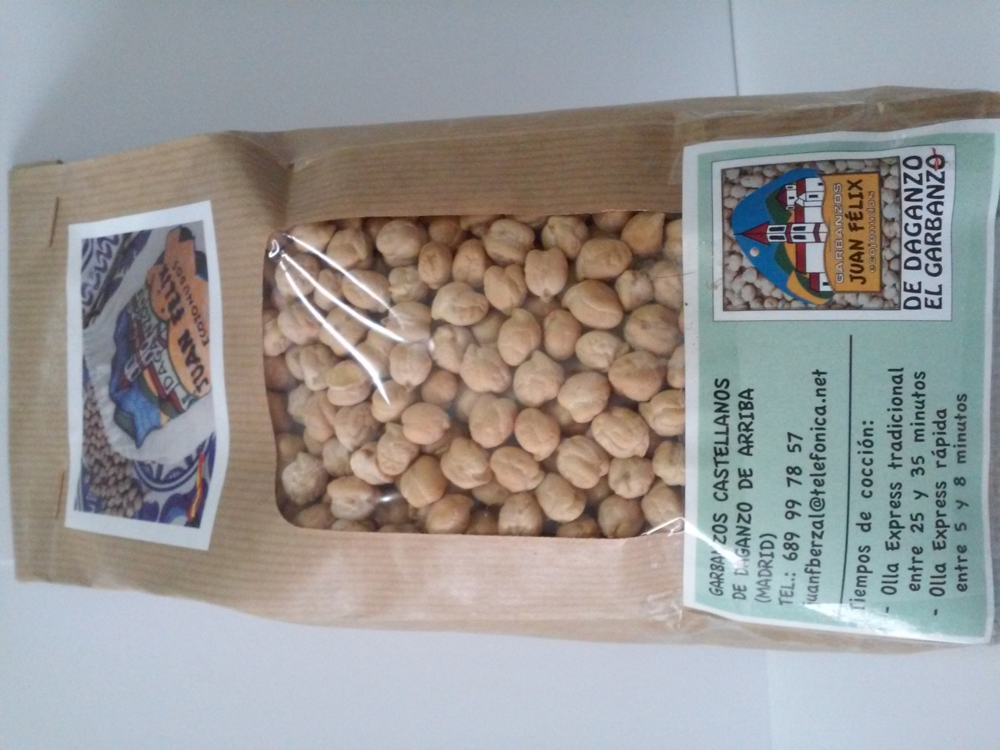 GARBANZOS
JUAN FÉLIX
ecojonudos
DE DAGANZO
EL GARBANZO
GARBANZOS CASTELLANOS
DE DAGANZO DE ARRIBA
(MADRID)
TEL.: 689 99 78 57
juanfberzal@telefonica.net
Tiempos de cocción:
- Olla Express tradicional
entre 25 y 35 minutos
- Olla Express rápida
entre 5 y 8 minutos
JUAN FELIX
ECOJONUDOS